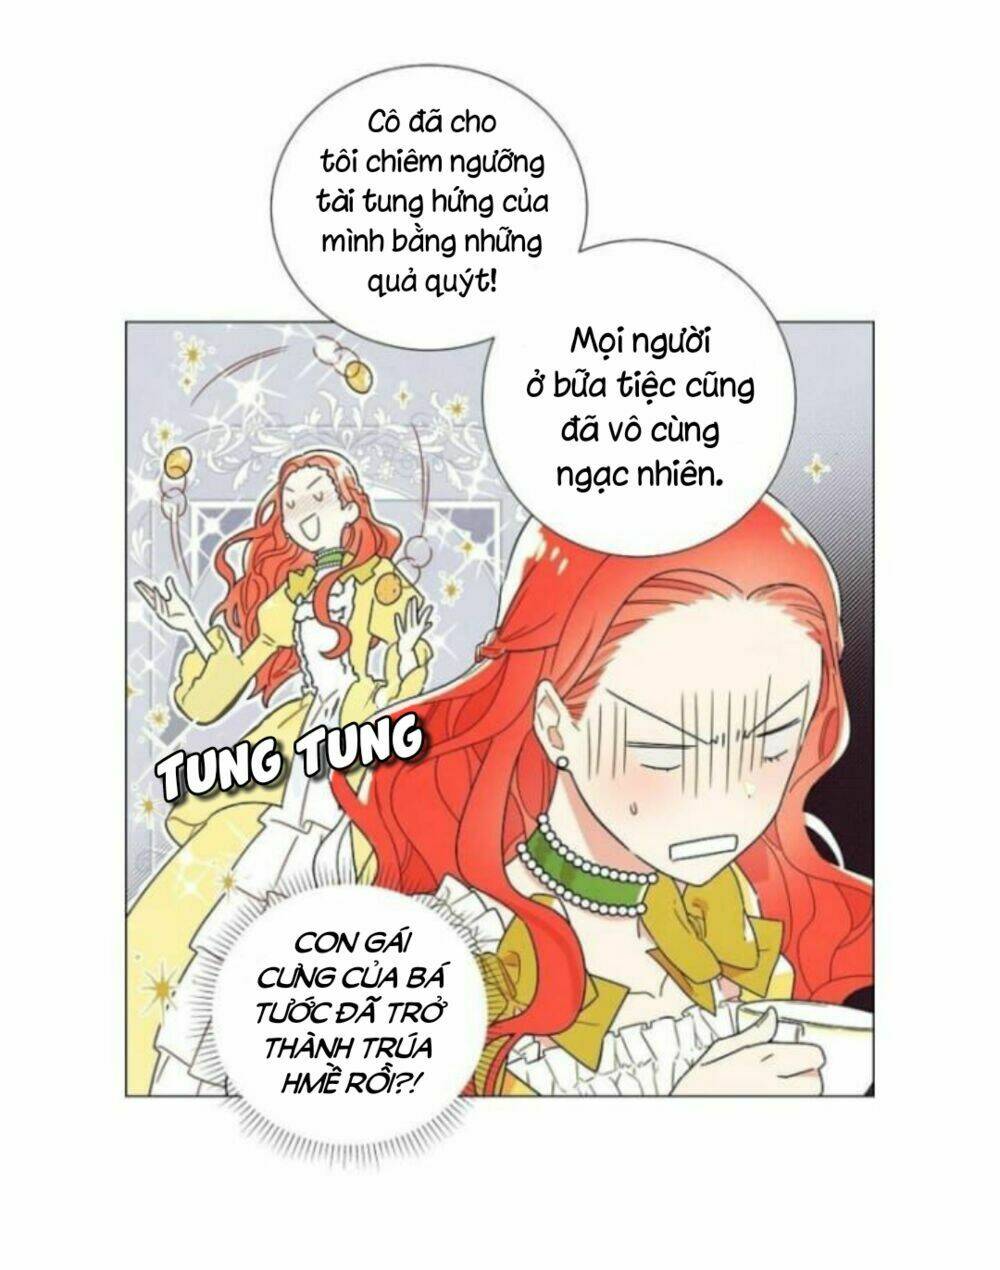 Cô đã cho
tôi chiêm ngưỡng
tài tung hứng của
mình bằng những
quả quýt!
Mọi người
ở bữa tiệc cũng
đã vô cùng
ngạc nhiên.
TUNG TUNG
CON GÁI
CƯNG CỦA BÁ
TƯỚC ĐÃ TRỞ
THÀNH TRÚA
HMỀ RỒI?!